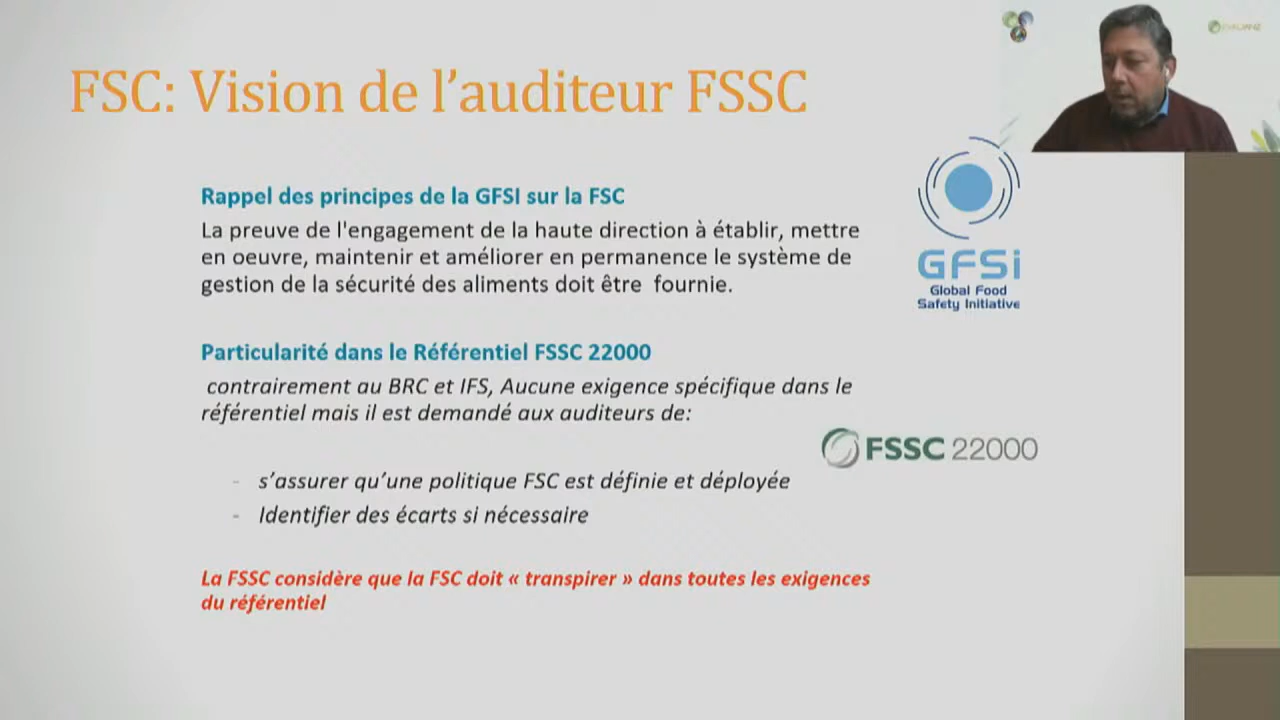 FSC: Vision de l’auditeur FSSC
Rappel des principes de la GFSI sur la FSC
La preuve de l'engagement de la haute direction à établir, mettre
en oeuvre, maintenir et améliorer en permanence le système de
gestion de la sécurité des aliments doit être  fournie.
GFSi
Global Food
Safety Initiative
Particularité dans le Référentiel FSSC 22000
contrairement au BRC et IFS, Aucune exigence spécifique dans le
référentiel mais il est demandé aux auditeurs de:
FSSC 22000
- s’assurer qu’une politique FSC est définie et déployée
- Identifier des écarts si nécessaire
La FSSC considère que la FSC doit « transpirer » dans toutes les exigences
du référentiel